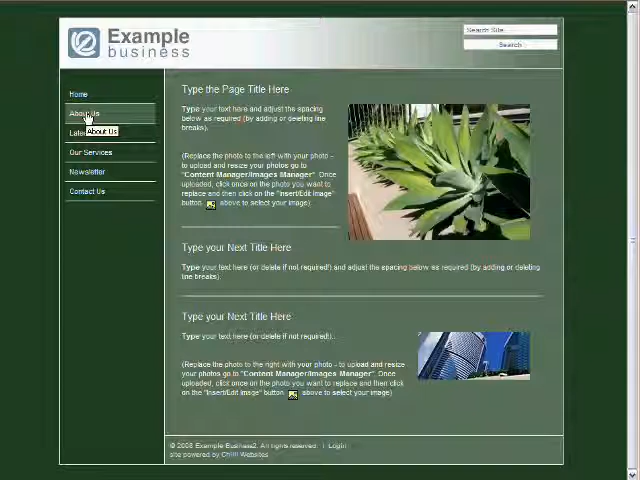 Example
business
Search Site...
Search
Home
About Us
About Us
Our Services
Newsletter
Contact Us
Type the Page Title Here
Type your text here and adjust the spacing
below as required (by adding or deleting line
breaks).
(Replace the photo to the left with your photo -
to upload and resize your photos go to
"Content Manager/Images Manager". Once
uploaded, click once on the photo you want to
replace and then click on the "Insert/Edit Image"
button above to select your image)
Type your Next Title Here
Type your text here (or delete if not required!) and adjust the spacing below as required (by adding or deleting
line breaks).
Type your Next Title Here
Type your text here (or delete if not required!)..
(Replace the photo to the right with your photo - to upload and resize
your photos go to "Content Manager/Images Manager". Once
uploaded, click once on the photo you want to replace and then click
on the "Insert/Edit Image" button above to select your image)
© 2008 Example Business2. All rights reserved. | Login
site powered by Chilli Websites